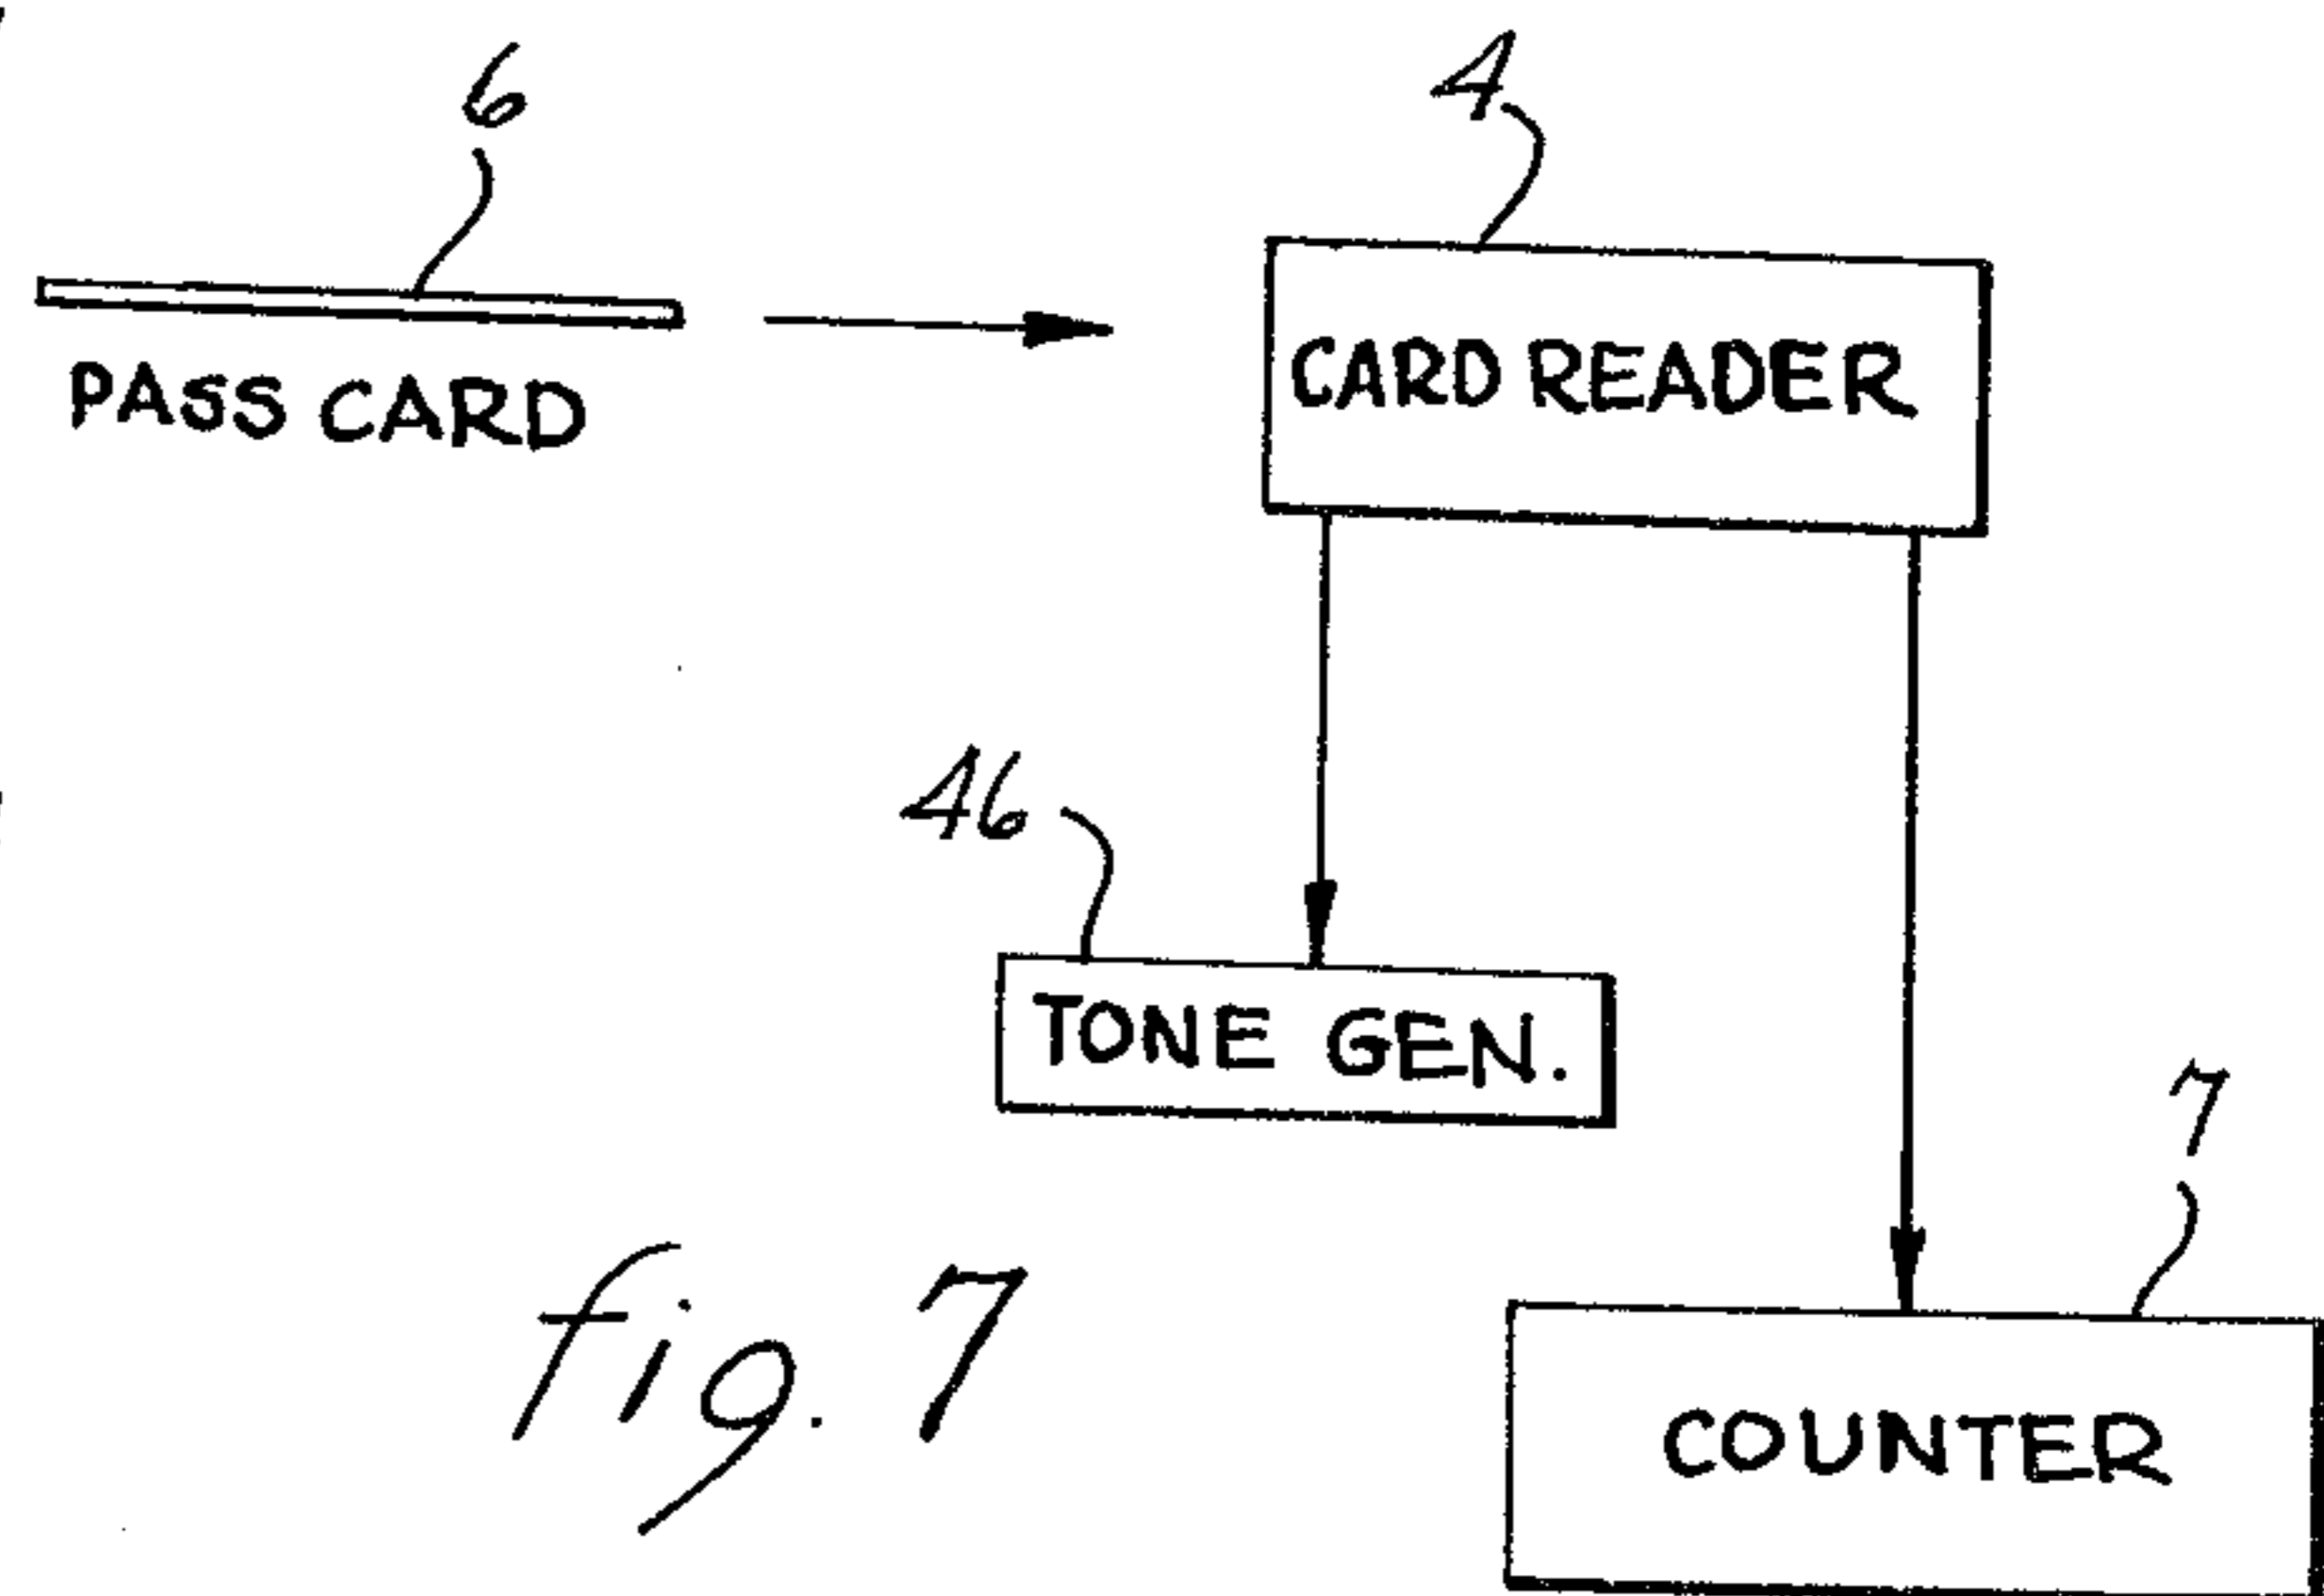 6
4
PASS CARD
CARD READER
46
TONE GEN.
7
fig. 7
COUNTER